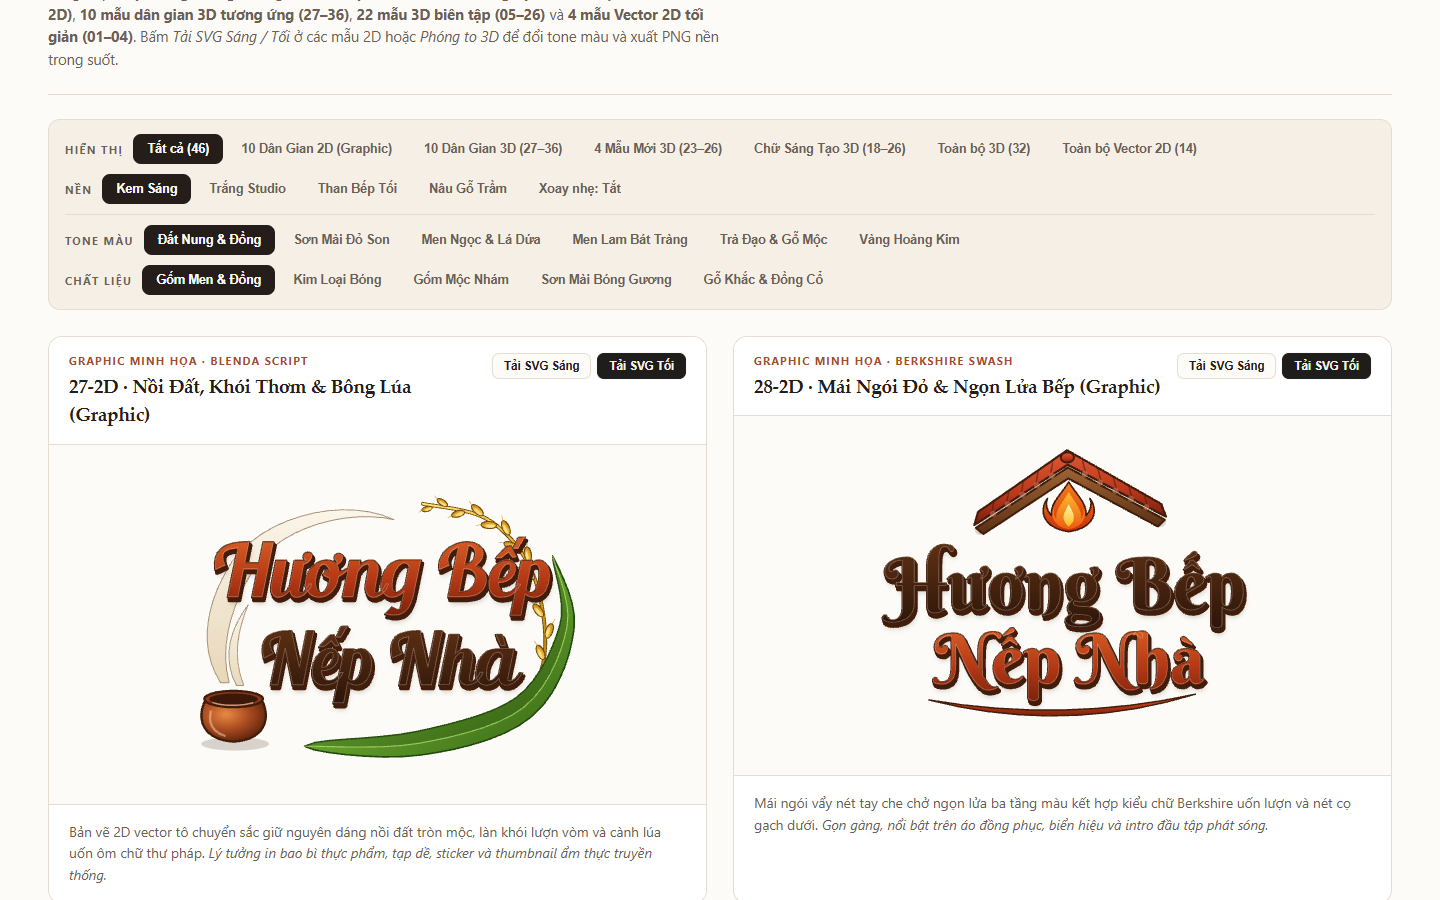 2D), 10 mẫu dân gian 3D tương ứng (27–36), 22 mẫu 3D biên tập (05–26) và 4 mẫu Vector 2D tối
giản (01–04). Bấm Tải SVG Sáng / Tối ở các mẫu 2D hoặc Phóng to 3D để đổi tone màu và xuất PNG nền
trong suốt.
HIỂN THỊ Tất cả (46) 10 Dân Gian 2D (Graphic) 10 Dân Gian 3D (27–36) 4 Mẫu Mới 3D (23–26) Chữ Sáng Tạo 3D (18–26) Toàn bộ 3D (32) Toàn bộ Vector 2D (14)
NỀN Kem Sáng Trắng Studio Than Bếp Tối Nâu Gỗ Trầm Xoay nhẹ: Tắt
TONE MÀU Đất Nung & Đồng Sơn Mài Đỏ Son Men Ngọc & Lá Dứa Men Lam Bát Tràng Trà Đạo & Gỗ Mộc Vàng Hoàng Kim
CHẤT LIỆU Gốm Men & Đồng Kim Loại Bóng Gốm Mộc Nhám Sơn Mài Bóng Gương Gỗ Khắc & Đồng Cổ
GRAPHIC MINH HỌA · BLENDA SCRIPT
27-2D · Nồi Đất, Khói Thơm & Bông Lúa
(Graphic)
Tải SVG Sáng Tải SVG Tối
Hương Bếp
Nếp Nhà
Bản vẽ 2D vector tô chuyển sắc giữ nguyên dáng nồi đất tròn mộc, làn khói lượn vòm và cành lúa
uốn ôm chữ thư pháp. Lý tưởng in bao bì thực phẩm, tạp dề, sticker và thumbnail ẩm thực truyền
thống.
GRAPHIC MINH HỌA · BERKSHIRE SWASH
28-2D · Mái Ngói Đỏ & Ngọn Lửa Bếp (Graphic)
Tải SVG Sáng Tải SVG Tối
Hương Bếp
Nếp Nhà
Mái ngói vẩy nét tay che chở ngọn lửa ba tầng màu kết hợp kiểu chữ Berkshire uốn lượn và nét cọ
gạch dưới. Gọn gàng, nổi bật trên áo đồng phục, biển hiệu và intro đầu tập phát sóng.